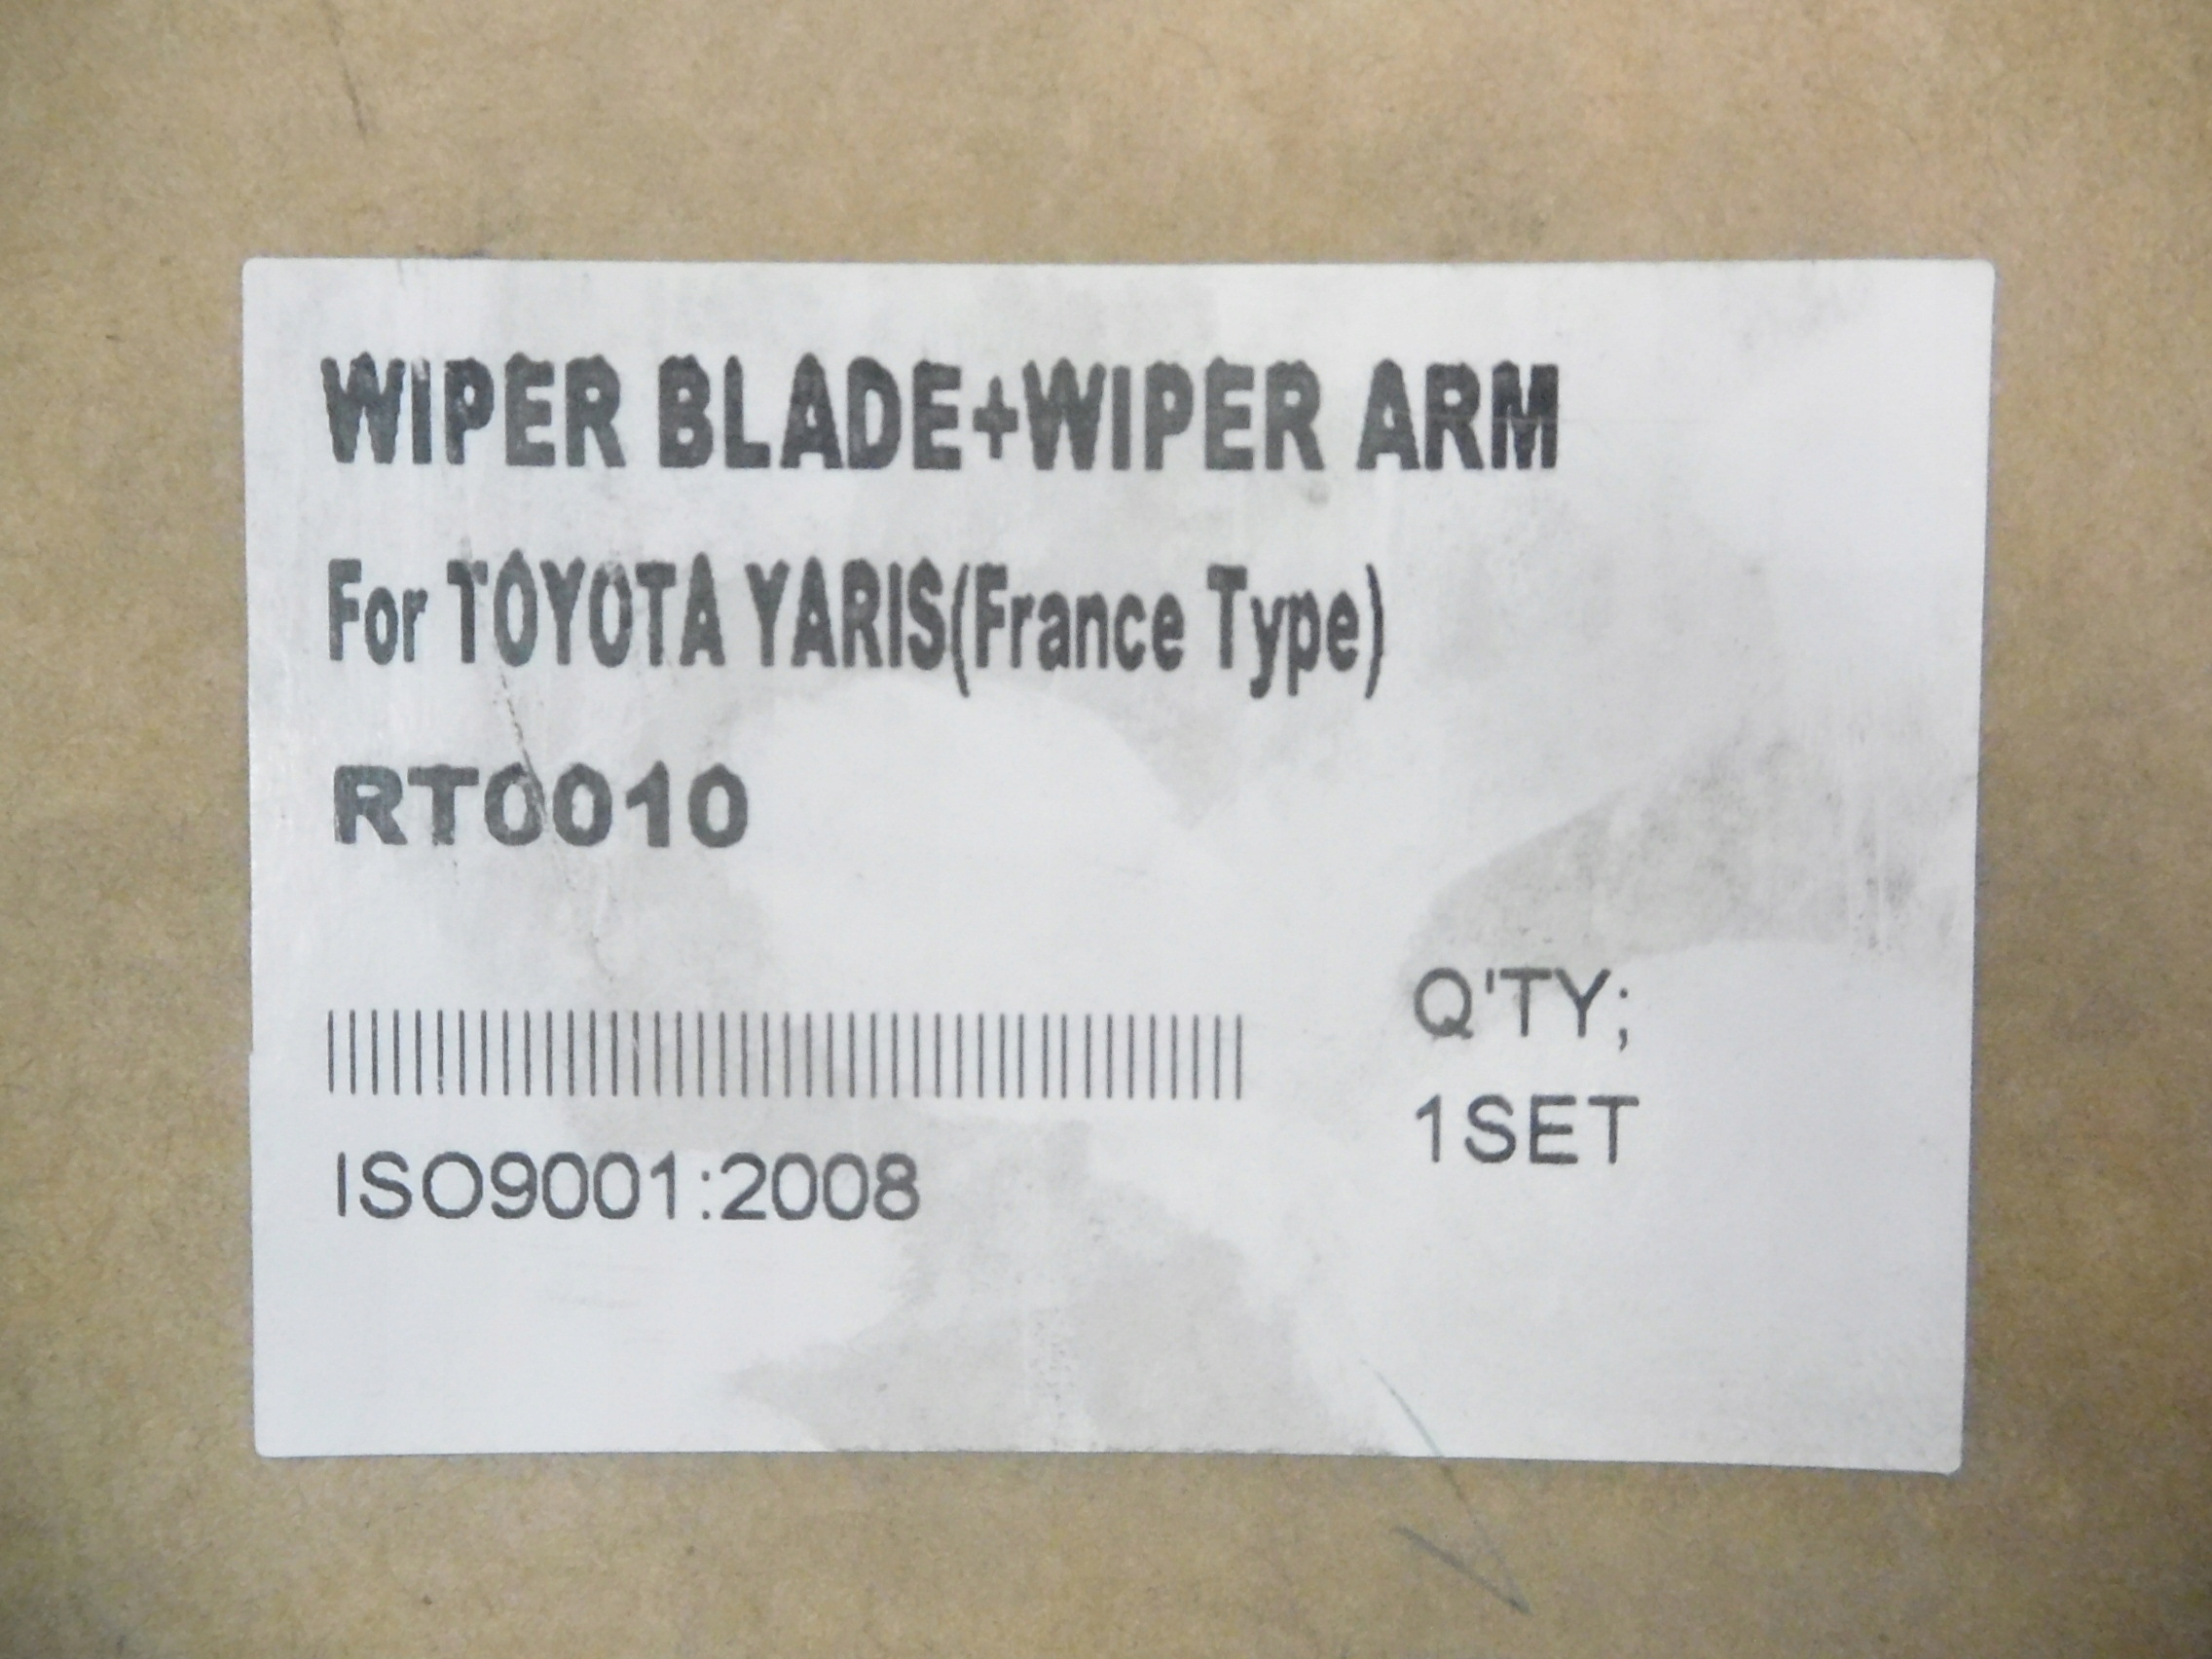 WIPER BLADE+WIPER ARM
For TOYOTA YARIS(France Type)
RT0010
Q'TY;
1SET
ISO9001:2008